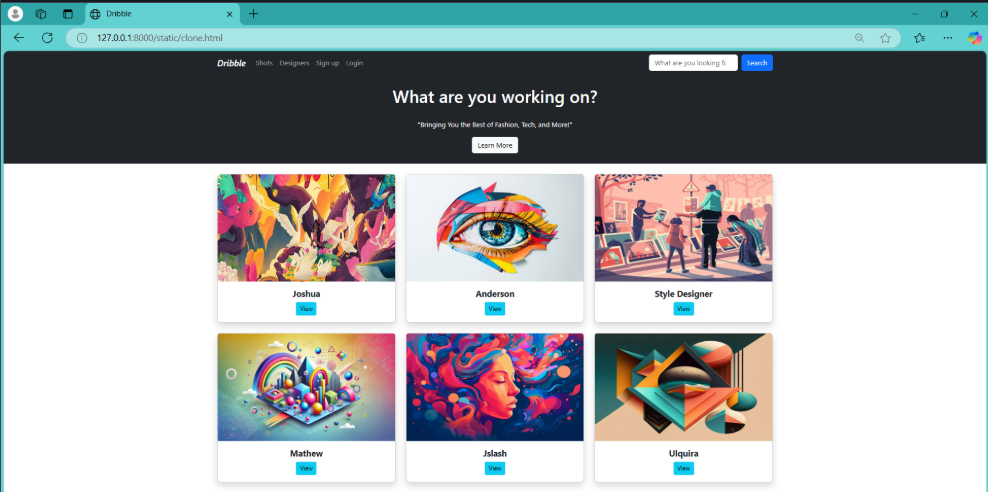 Dribble
127.0.0.1:8000/static/clone.html
Dribble Shots Designers Sign up Login What are you looking fo Search
What are you working on?
"Bringing You the Best of Fashion, Tech, and More!"
Learn More
Joshua Anderson Style Designer
View View View
Mathew Jslash Ulquira
View View View